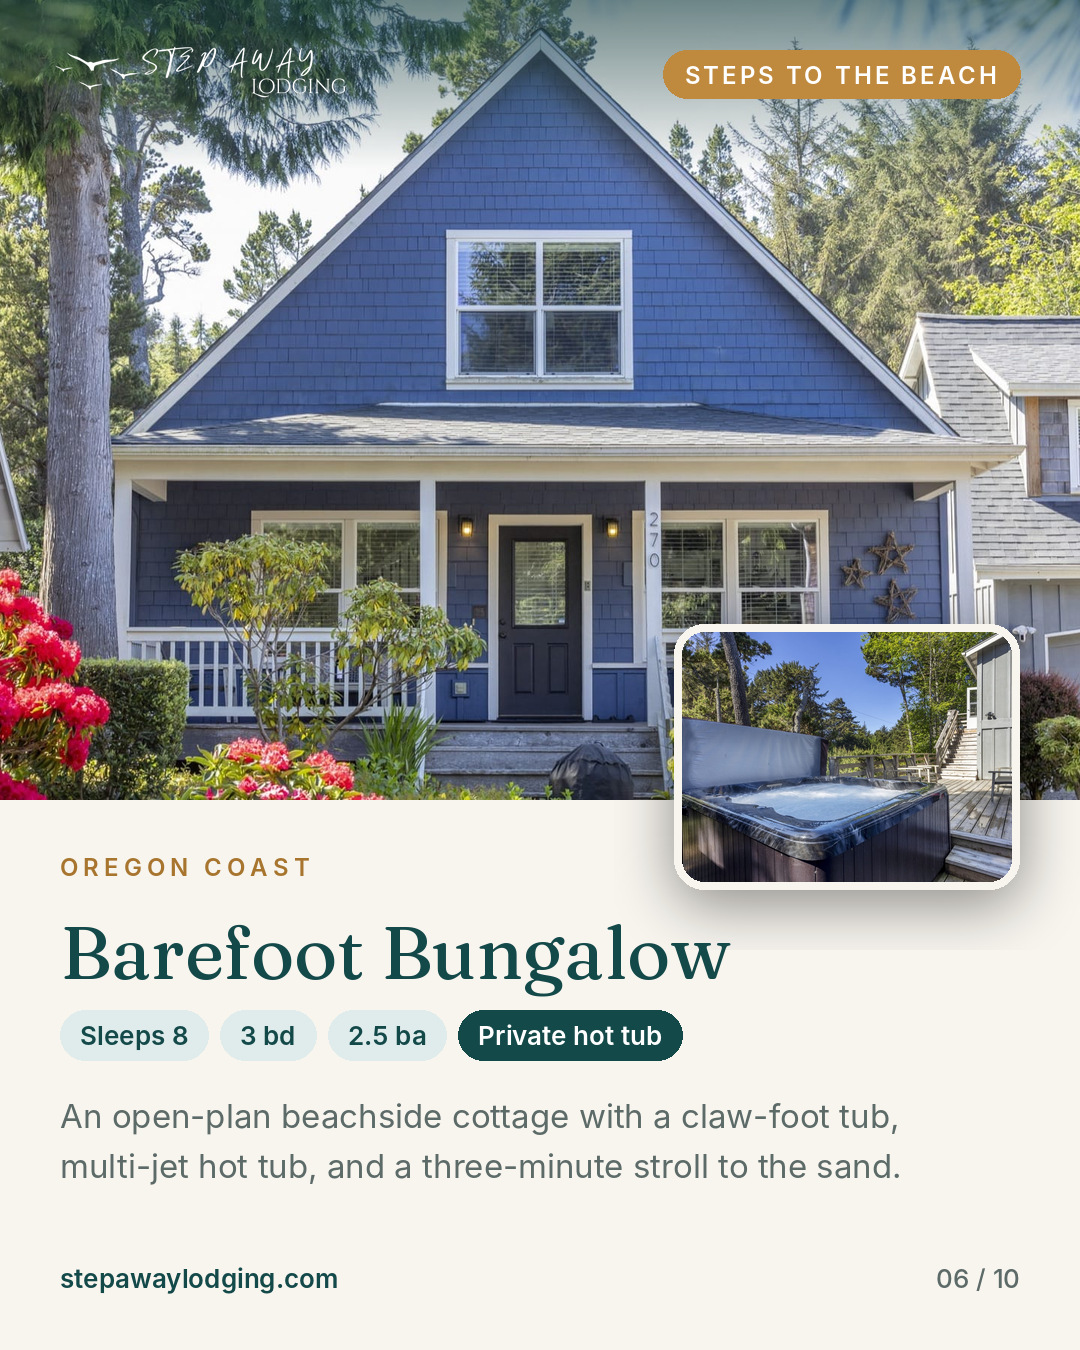 STEP AWAY
LODGING
STEPS TO THE BEACH
270
OREGON COAST
Barefoot Bungalow
Sleeps 8
3 bd
2.5 ba
Private hot tub
An open-plan beachside cottage with a claw-foot tub,
multi-jet hot tub, and a three-minute stroll to the sand.
stepawaylodging.com
06 / 10